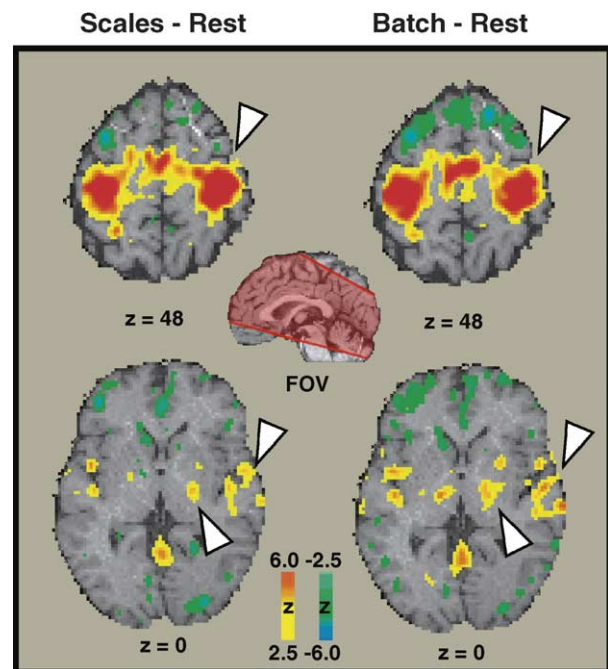 Scales - Rest
Batch - Rest
z = 48
z = 48
FOV
6.0 -2.5
z z
2.5 -6.0
z = 0
z = 0